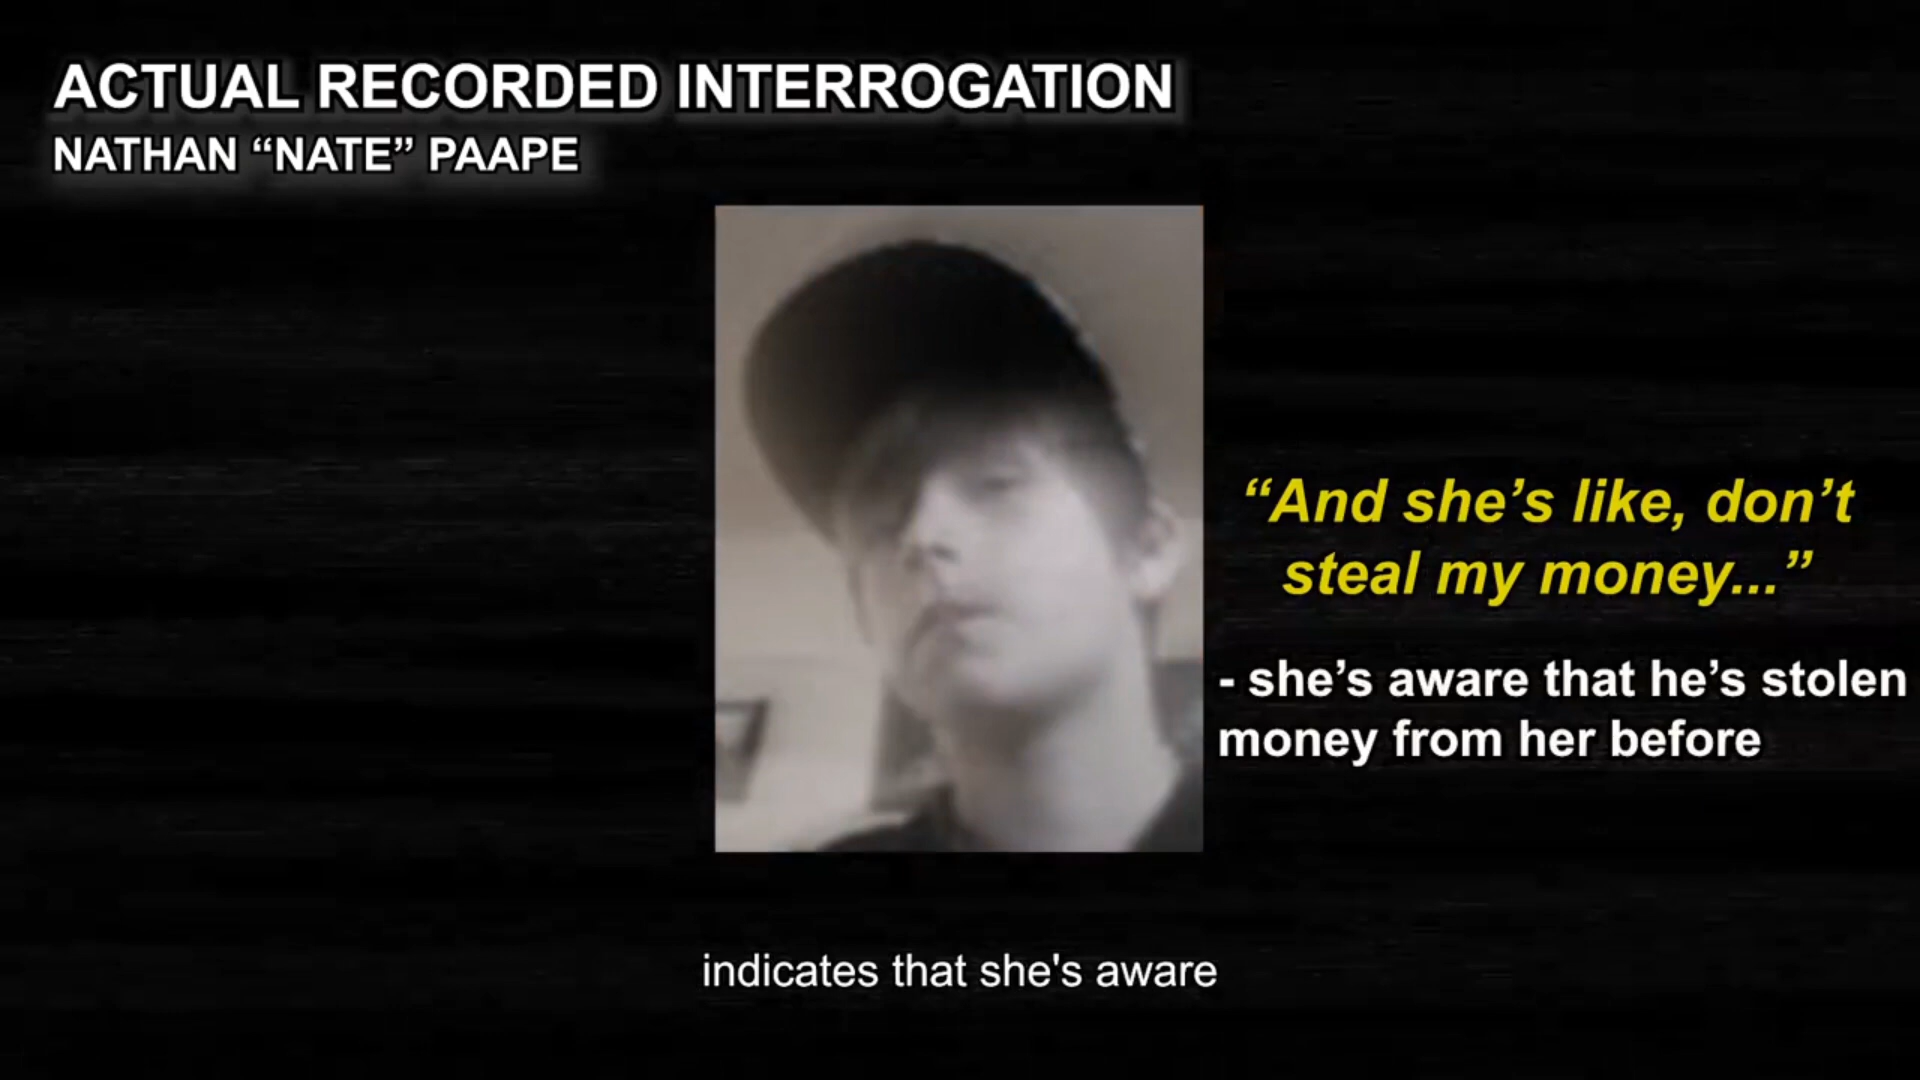 ACTUAL RECORDED INTERROGATION
NATHAN “NATE” PAAPE
“And she’s like, don’t
steal my money...”
- she’s aware that he’s stolen
money from her before
indicates that she's aware